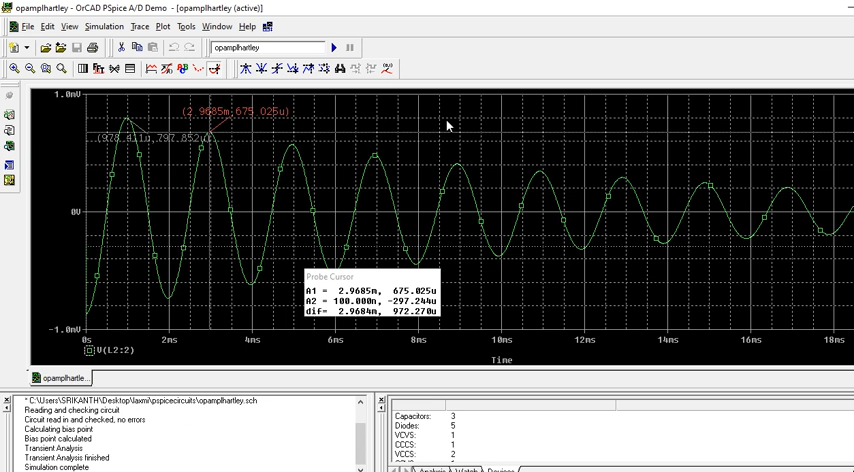 opamplhartley - OrCAD PSpice A/D Demo - [opamplhartley (active)]
File Edit View Simulation Trace Plot Tools Window Help
opamplhartley
1.0mV
(2.9685m,675.025u)
(978.411u,797.852u)
0V
Probe Cursor
A1 = 2.9685m, 675.025u
A2 = 100.000n, -297.244u
dif= 2.9684m, 972.270u
-1.0mV
0s 2ms 4ms 6ms 8ms 10ms 12ms 14ms 16ms 18ms
V(L2:2)
Time
opamplhartle...
* C:\Users\SRIKANTH\Desktop\laxmi\pspicecircuits\opamplhartley.sch
Reading and checking circuit
Circuit read in and checked, no errors
Calculating bias point
Bias point calculated
Transient Analysis
Transient Analysis finished
Simulation complete
Capacitors: 3
Diodes: 5
VCVS: 1
CCCS: 1
VCCS: 2
Analysis Watch Devices